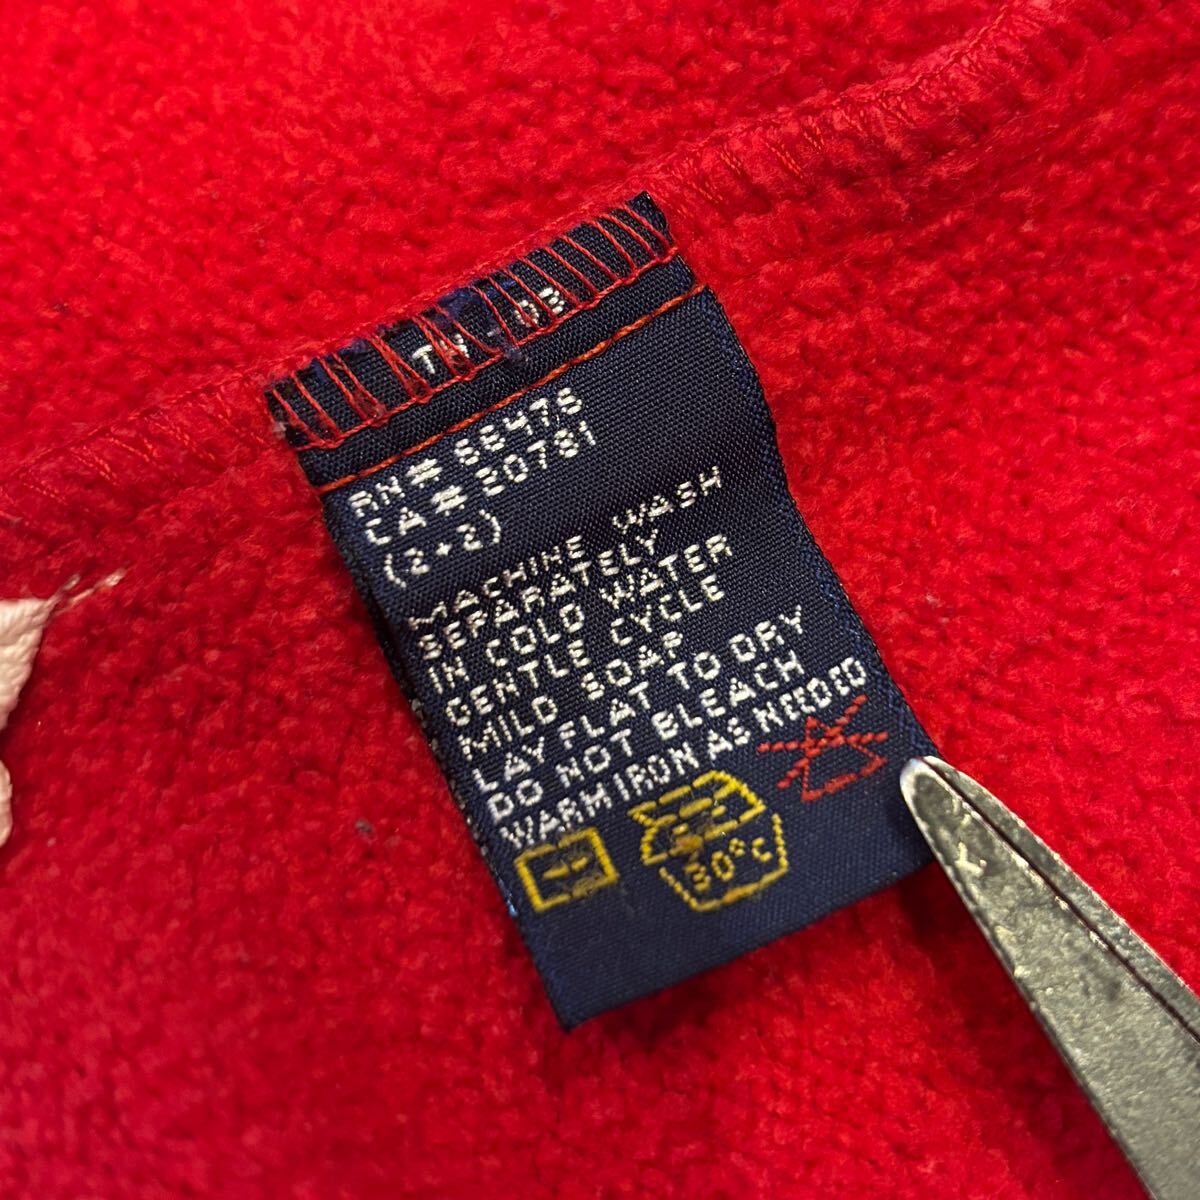 RN# 88475
CA# 20781
(2+2)
MACHINE WASH
SEPARATELY
IN COLD WATER
GENTLE CYCLE
MILD SOAP
LAY FLAT TO DRY
DO NOT BLEACH
WARM IRON AS NEEDED
30°C